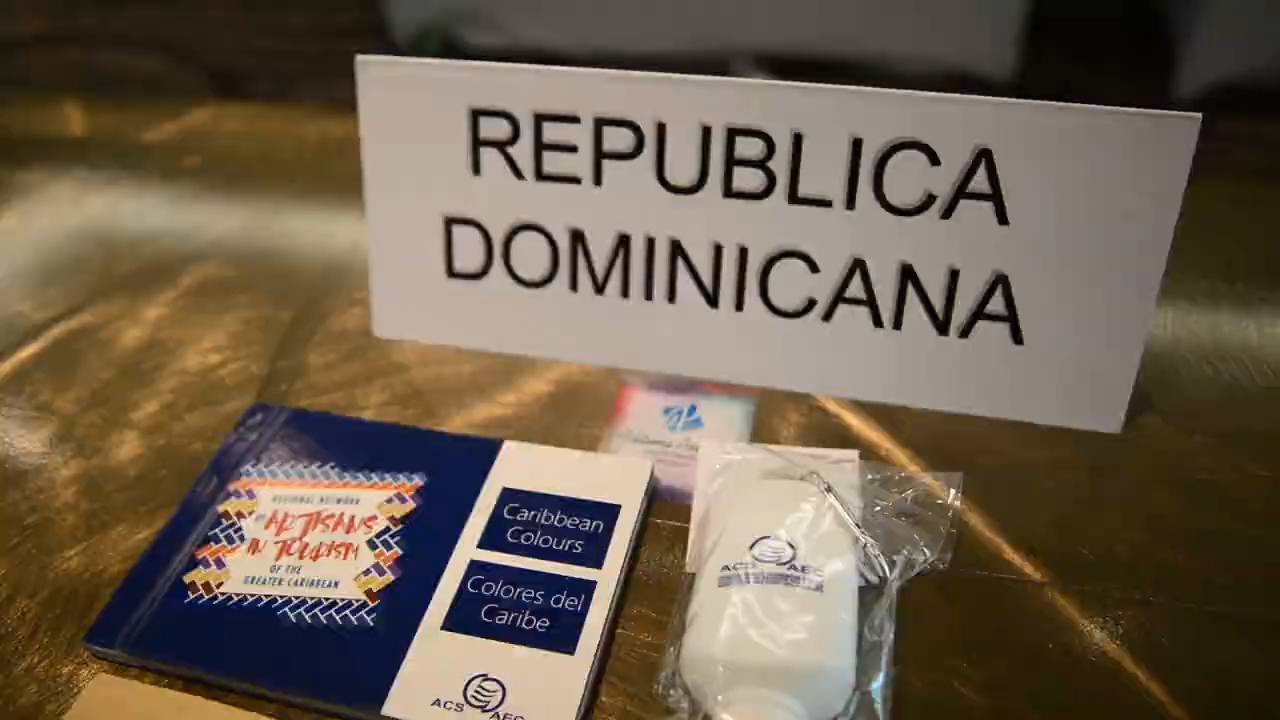 REPUBLICA
DOMINICANA
REGIONAL NETWORK
OF ARTISANS
IN TOURISM
OF THE
GREATER CARIBBEAN
Caribbean
Colours
Colores del
Caribe
ACS AEC
ACS AEC